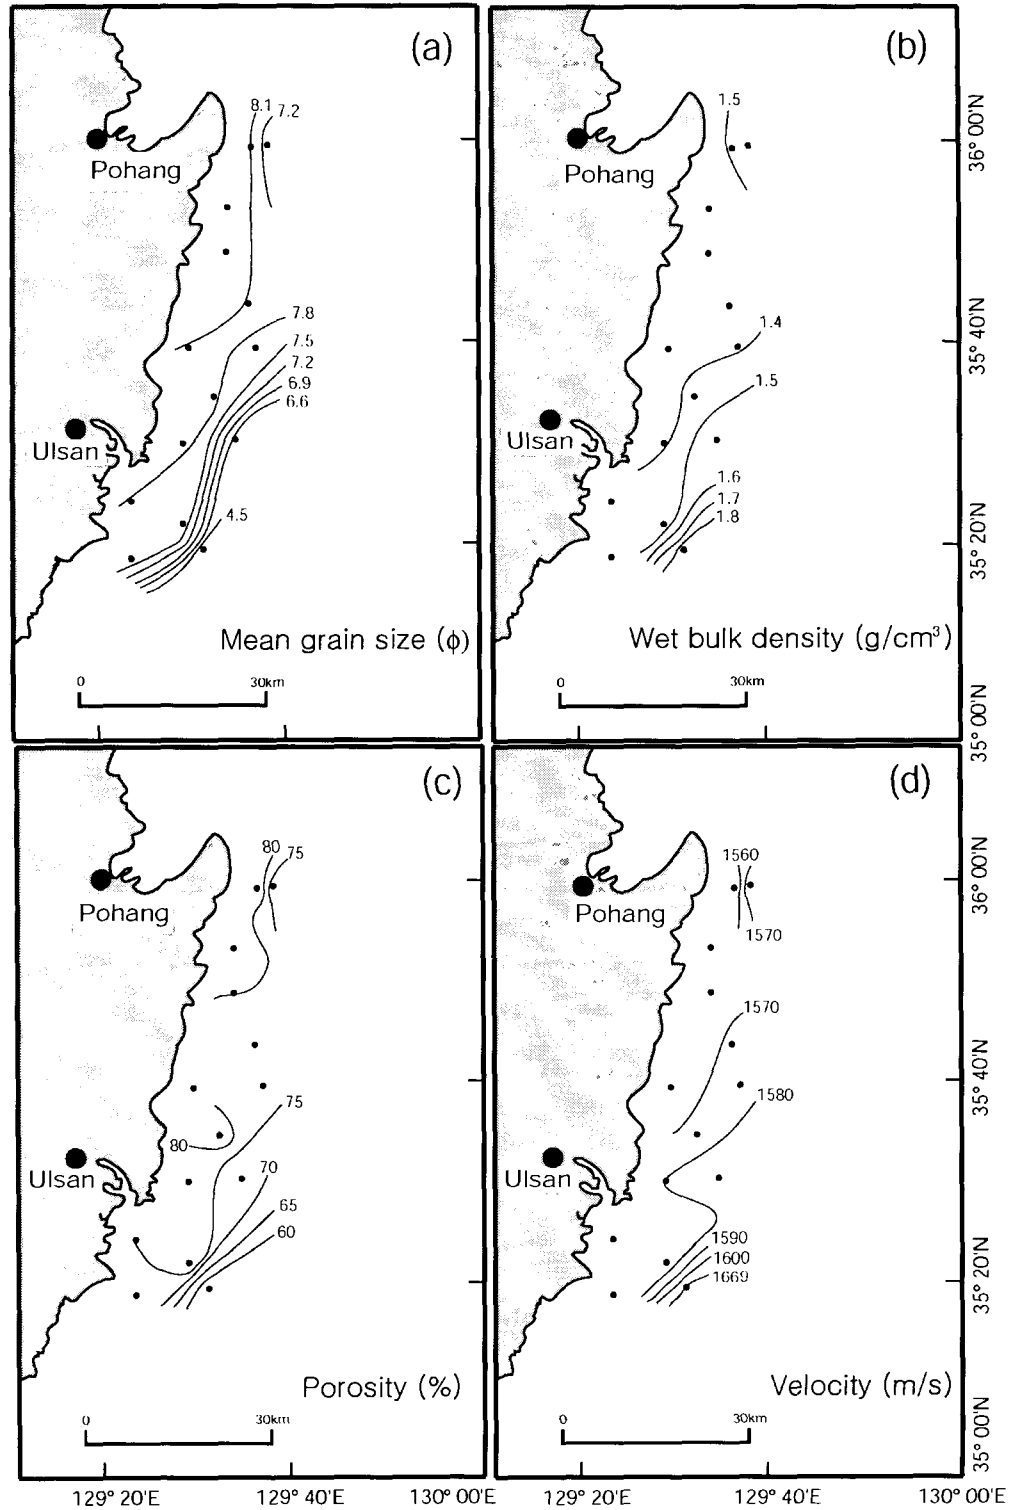 (a)
8.1 7.2
Pohang
7.8
7.5
7.2
6.9
6.6
Ulsan
4.5
Mean grain size (ϕ)
0 30km
(b)
1.5
Pohang
1.4
1.5
Ulsan
1.6
1.7
1.8
Wet bulk density (g/cm³)
0 30km
36° 00'N
35° 40'N
35° 20'N
35° 00'N
(c)
80 75
Pohang
75
80
Ulsan
70
65
60
Porosity (%)
0 30km
(d)
1560
Pohang
1570
1570
1580
Ulsan
1590
1600
1669
Velocity (m/s)
0 30km
36° 00'N
35° 40'N
35° 20'N
35° 00'N
129° 20'E 129° 40'E 130° 00'E 129° 20'E 129° 40'E 130° 00'E